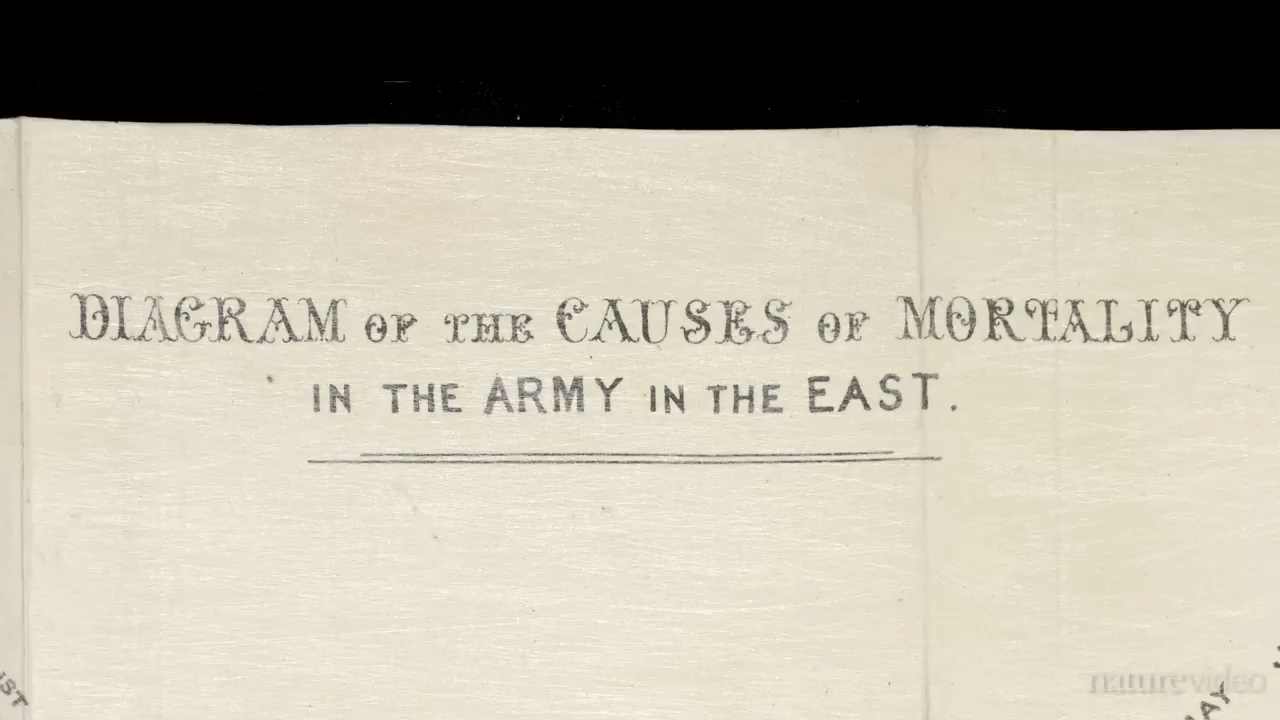 DIAGRAM OF THE CAUSES OF MORTALITY
IN THE ARMY IN THE EAST.
naturevideo